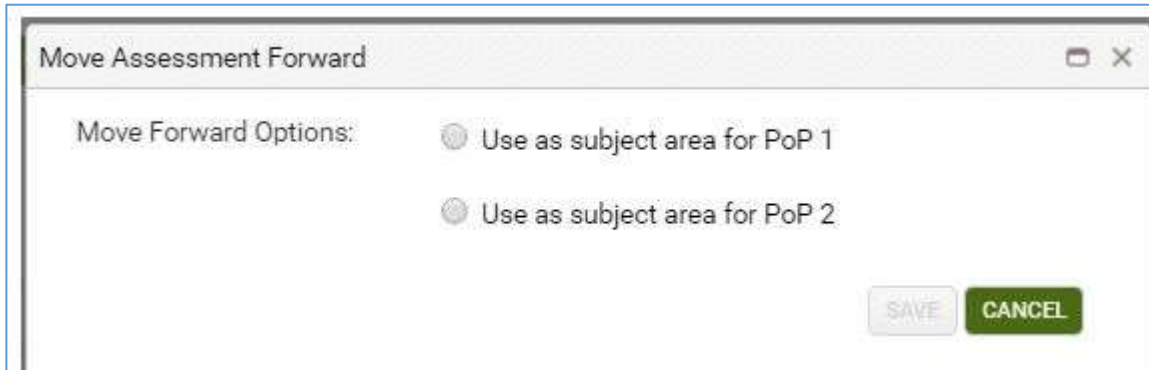 Move Assessment Forward
Move Forward Options:
Use as subject area for PoP 1
Use as subject area for PoP 2
SAVE CANCEL